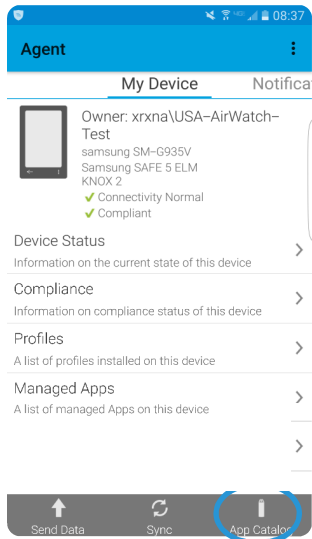 08:37
Agent
My Device Notifica
Owner: xrxna\USA-AirWatch-
Test
samsung SM-G935V
Samsung SAFE 5 ELM
KNOX 2
Connectivity Normal
Compliant
Device Status
Information on the current state of this device
Compliance
Information on compliance status of this device
Profiles
A list of profiles installed on this device
Managed Apps
A list of managed Apps on this device
Send Data Sync App Catalog